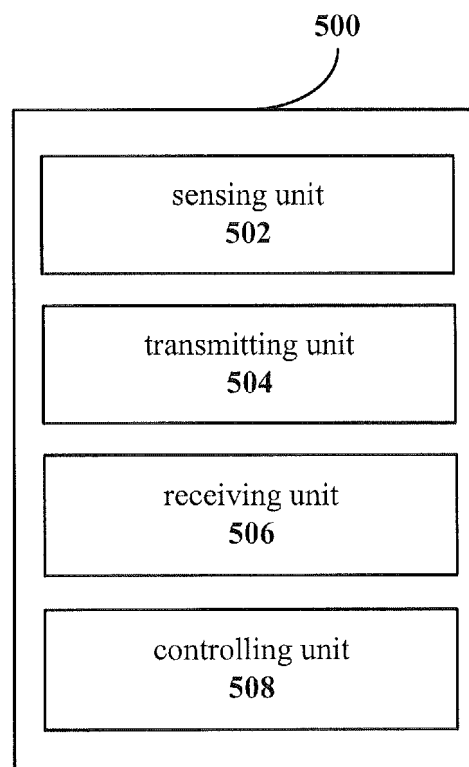 500
sensing unit
502
transmitting unit
504
receiving unit
506
controlling unit
508